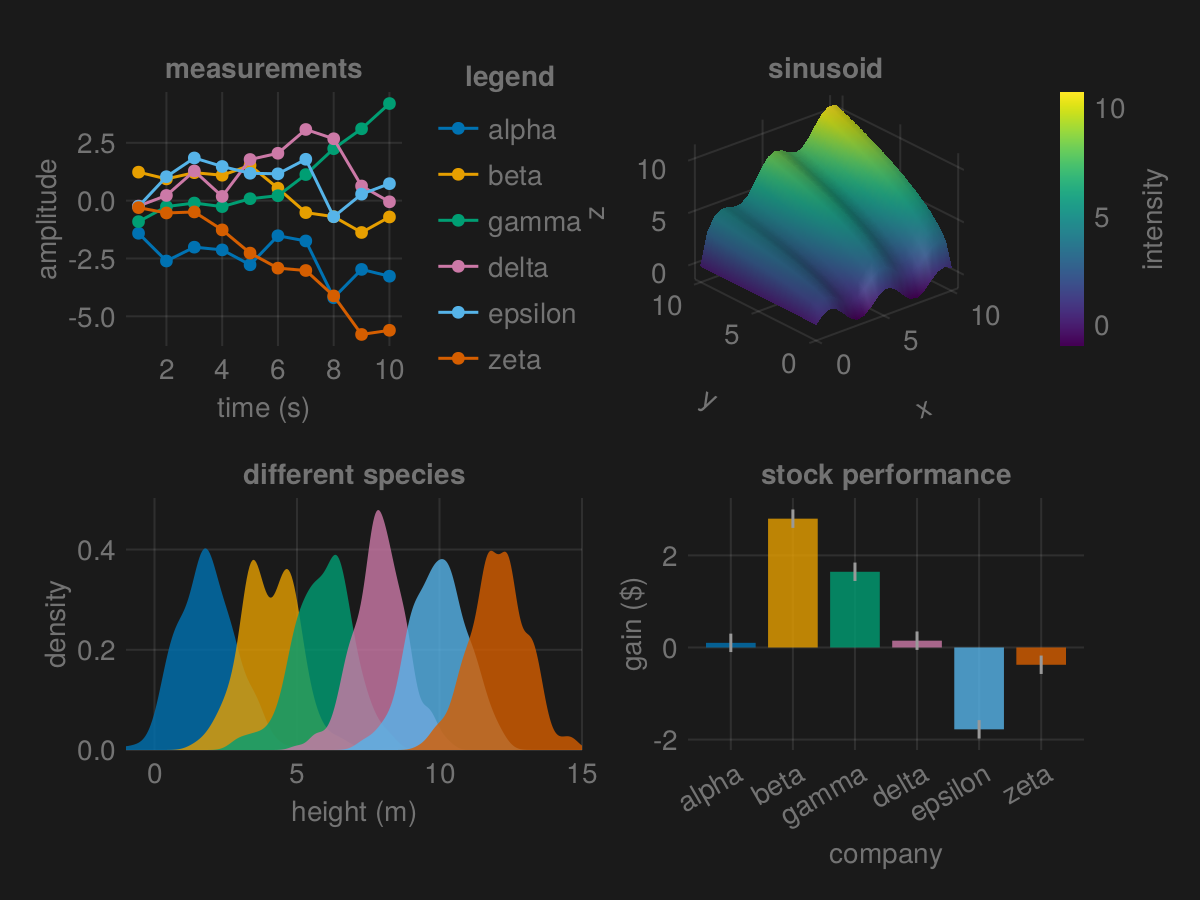 measurements
amplitude
2.5
0.0
-2.5
-5.0
2 4 6 8 10
time (s)
legend
alpha
beta
gamma
delta
epsilon
zeta
sinusoid
z
10
5
0
10
5
0
y
0
5
10
x
10
5
0
intensity
different species
density
0.4
0.2
0.0
0 5 10 15
height (m)
stock performance
gain ($)
2
0
-2
alpha beta gamma delta epsilon zeta
company